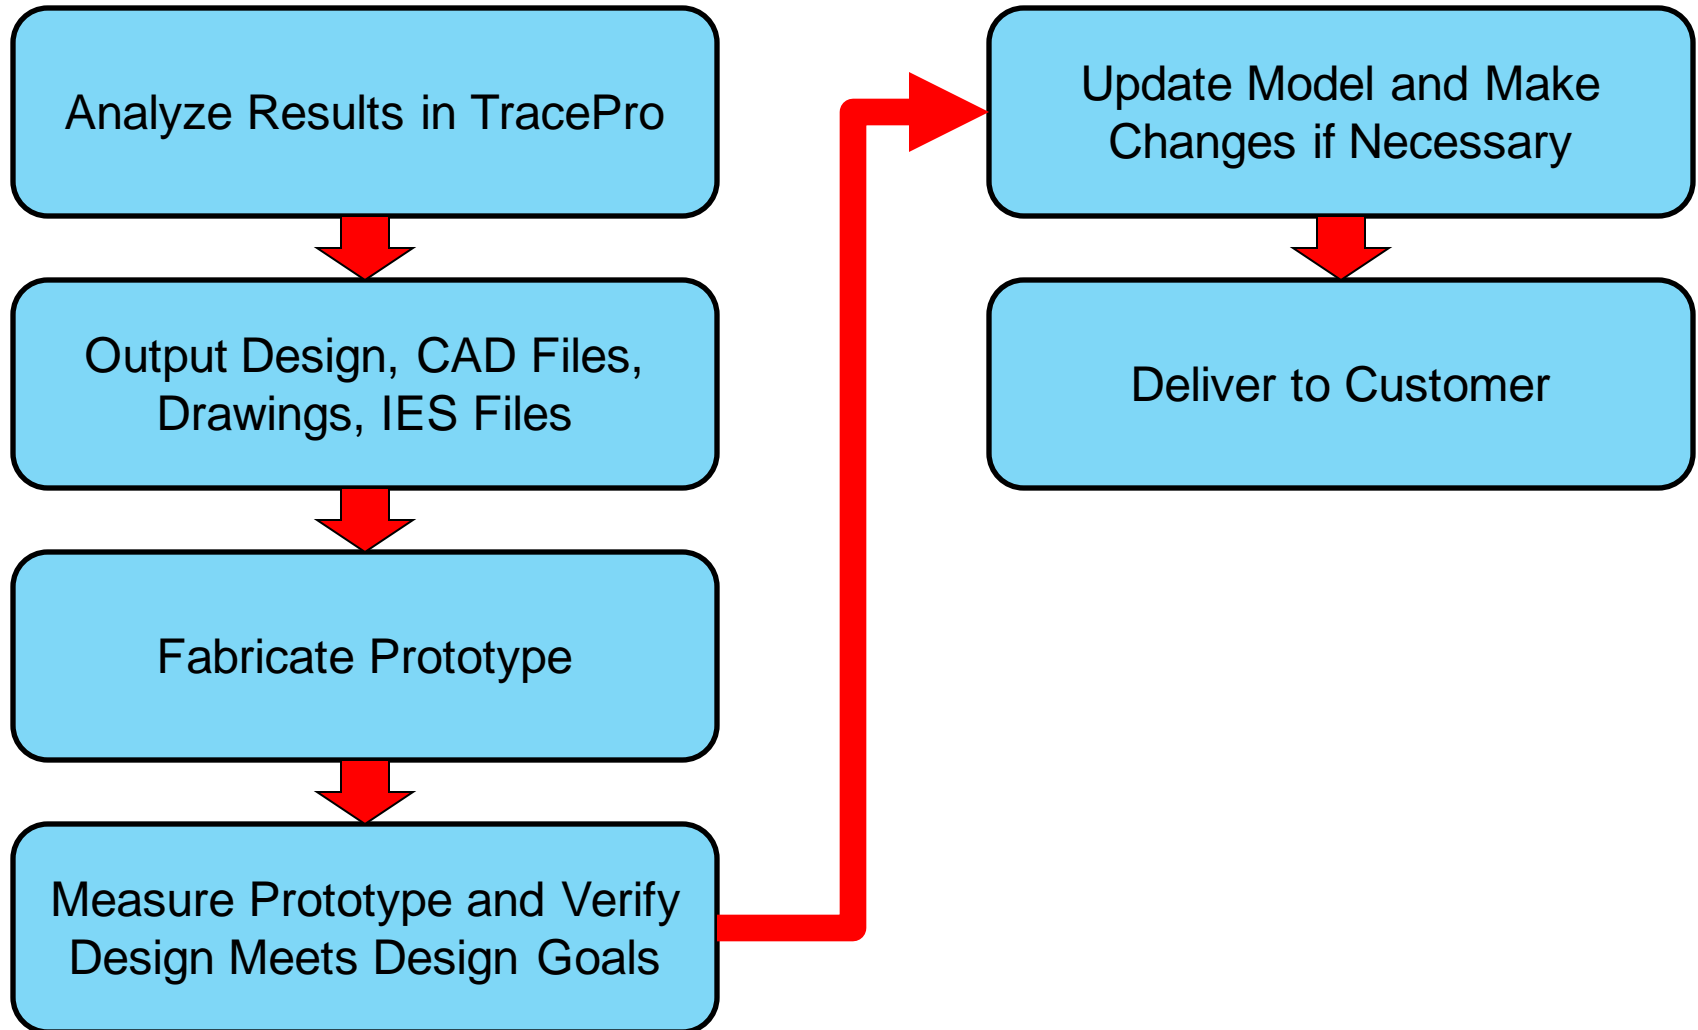 Analyze Results in TracePro
Output Design, CAD Files,
Drawings, IES Files
Fabricate Prototype
Measure Prototype and Verify
Design Meets Design Goals
Update Model and Make
Changes if Necessary
Deliver to Customer